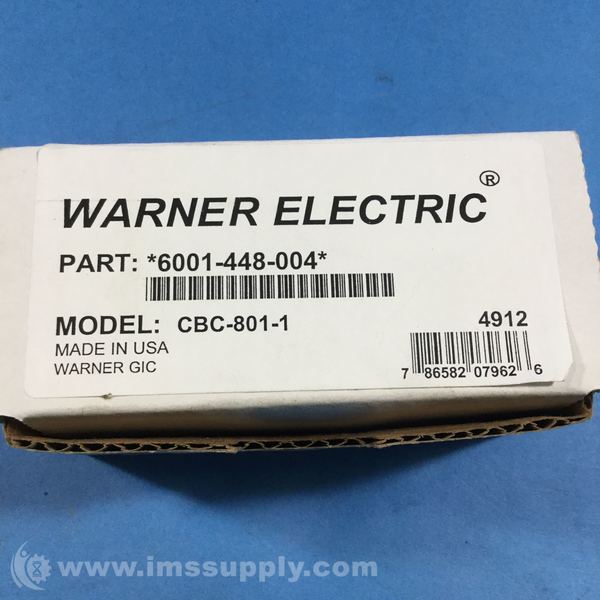 WARNER ELECTRIC®
PART: *6001-448-004*
MODEL: CBC-801-1
4912
MADE IN USA
WARNER GIC
7 86582 07962 6
www.imssupply.com